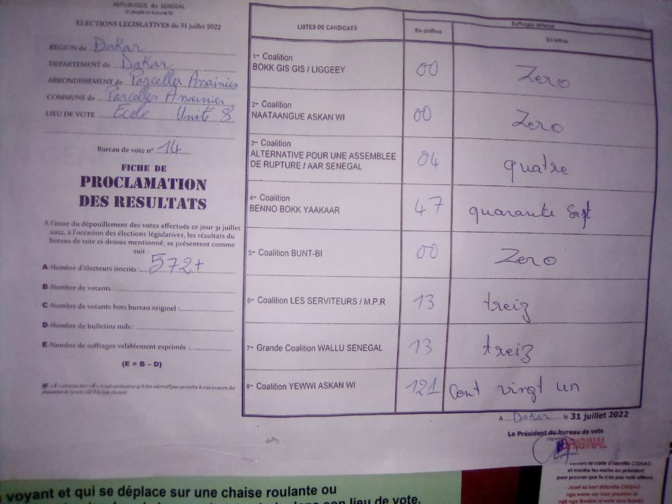 REPUBLIQUE DU SENEGAL
ELECTIONS LÉGISLATIVES du 31 juillet 2022
REGION de Dakar
DEPARTEMENT de Dakar
ARRONDISSEMENT de Parcelles Assainies
COMMUNE de Parcelles Assainies
LIEU DE VOTE Ecole Unité 8
Bureau de vote n° 14
FICHE DE
PROCLAMATION
DES RESULTATS
A l'issue du dépouillement des votes effectués ce jour 31 juillet
2022, à l'occasion des élections législatives, les résultats du
bureau de vote ci-dessus mentionné, se présentent comme
suit :
A-Nombre d'électeurs inscrits : 572+
B-Nombre de votants :
C-Nombre de votants hors bureau originel :
D-Nombre de bulletins nuls :
E-Nombre de suffrages valablement exprimés :
(E = B – D)
LISTES DE CANDIDATS
Suffrages obtenus
En chiffres
En lettres
1- Coalition
BOKK GIS GIS / LIGGEEY
00
Zero
2- Coalition
NAATAANGUE ASKAN WI
00
Zero
3- Coalition
ALTERNATIVE POUR UNE ASSEMBLEE
DE RUPTURE / AAR SENEGAL
04
quatre
4- Coalition
BENNO BOKK YAAKAAR
47
quarante Sept
5- Coalition BUNT-BI
00
Zero
6- Coalition LES SERVITEURS / M.P.R
13
treiz
7- Grande Coalition WALLU SENEGAL
13
treiz
8- Coalition YEWWI ASKAN WI
121
Cent vingt un
A Dakar le 31 juillet 2022
Le Président du bureau de vote
ORIGINAL
voyant et qui se déplace sur une chaise roulante ou
son lieu de vote.